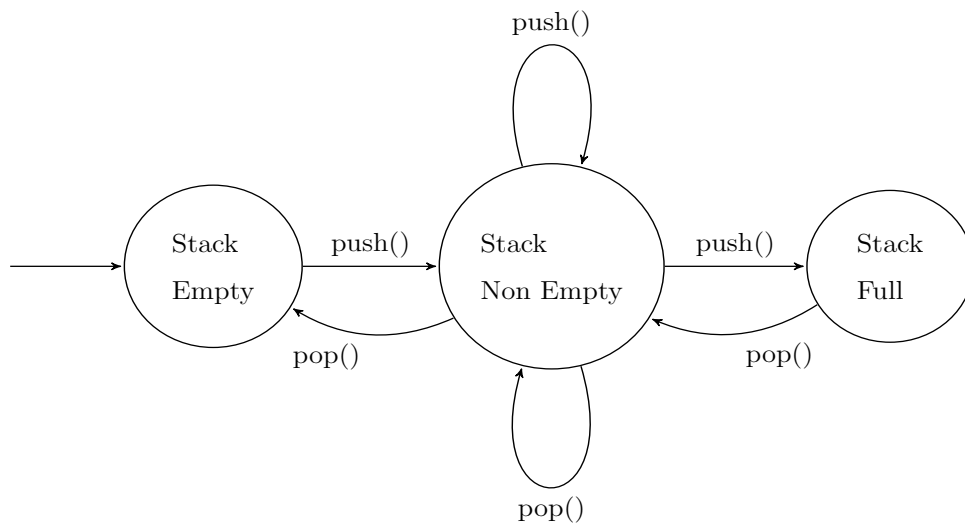 push()
Stack
Empty
push()
Stack
Non Empty
push()
Stack
Full
pop()
pop()
pop()